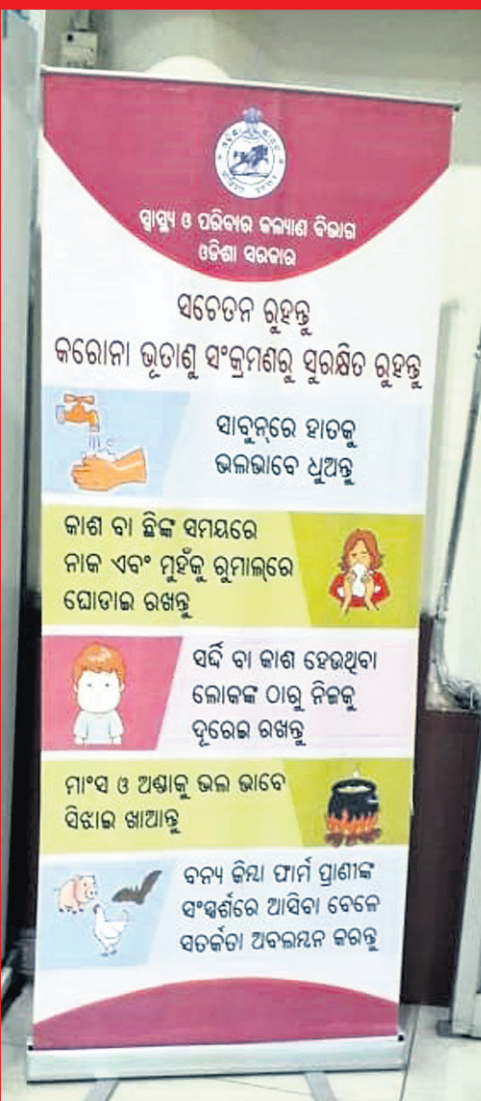 ସ୍ୱାସ୍ଥ୍ୟ ଓ ପରିବାର କଲ୍ୟାଣ ବିଭାଗ
ଓଡିଶା ସରକାର
ସଚେତନ ରୁହନ୍ତୁ
କରୋନା ଭୂତାଣୁ ସଂକ୍ରମଣରୁ ସୁରକ୍ଷିତ ରୁହନ୍ତୁ
ସାବୁନ୍‌ରେ ହାତକୁ
ଭଲଭାବେ ଧୁଅନ୍ତୁ
କାଶ ବା ଛିଙ୍କ ସମୟରେ
ନାକ ଏବଂ ମୁହଁକୁ ରୁମାଲ୍‌ରେ
ଘୋଡାଇ ରଖନ୍ତୁ
ସର୍ଦ୍ଦି ବା କାଶ ହେଉଥିବା
ଲୋକଙ୍କ ଠାରୁ ନିଜକୁ
ଦୂରେଇ ରଖନ୍ତୁ
ମାଂସ ଓ ଅଣ୍ଡାକୁ ଭଲ ଭାବେ
ସିଝାଇ ଖାଆନ୍ତୁ
ବନ୍ୟ କିମ୍ବା ଫାର୍ମ ପ୍ରାଣୀଙ୍କ
ସଂସ୍ପର୍ଶରେ ଆସିବା ବେଳେ
ସତର୍କତା ଅବଲମ୍ବନ କରନ୍ତୁ